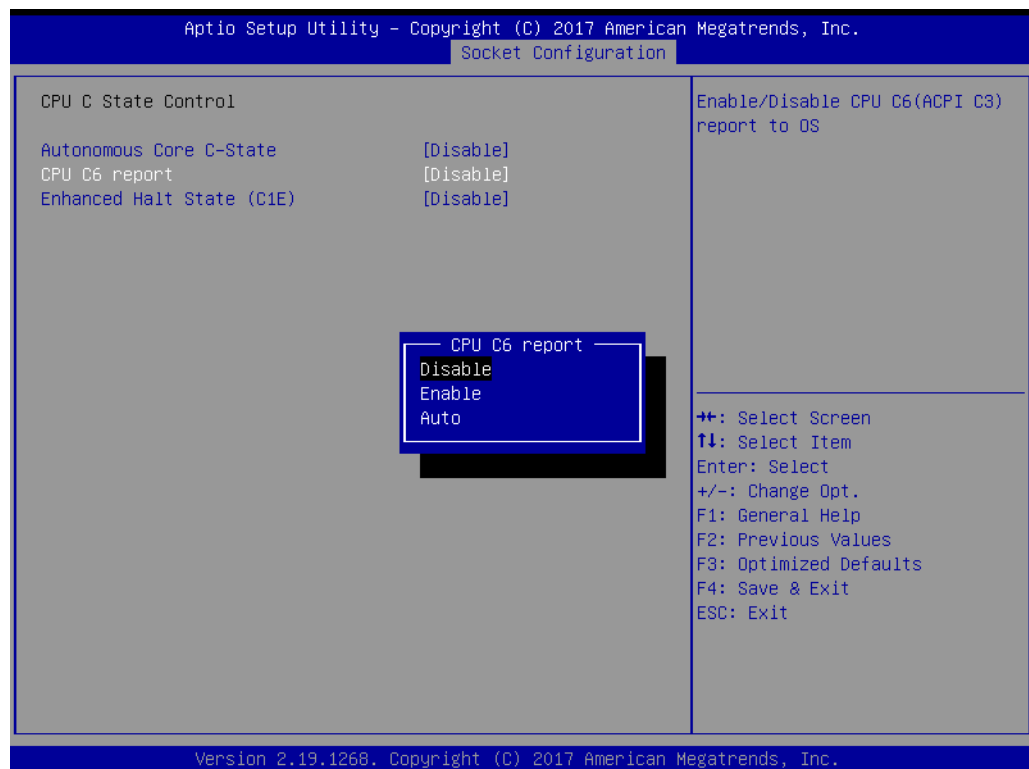 Aptio Setup Utility – Copyright (C) 2017 American Megatrends, Inc.
Socket Configuration
CPU C State Control
Autonomous Core C-State [Disable]
CPU C6 report [Disable]
Enhanced Halt State (C1E) [Disable]
CPU C6 report
Disable
Enable
Auto
Enable/Disable CPU C6(ACPI C3)
report to OS
→←: Select Screen
↑↓: Select Item
Enter: Select
+/-: Change Opt.
F1: General Help
F2: Previous Values
F3: Optimized Defaults
F4: Save & Exit
ESC: Exit
Version 2.19.1268. Copyright (C) 2017 American Megatrends, Inc.